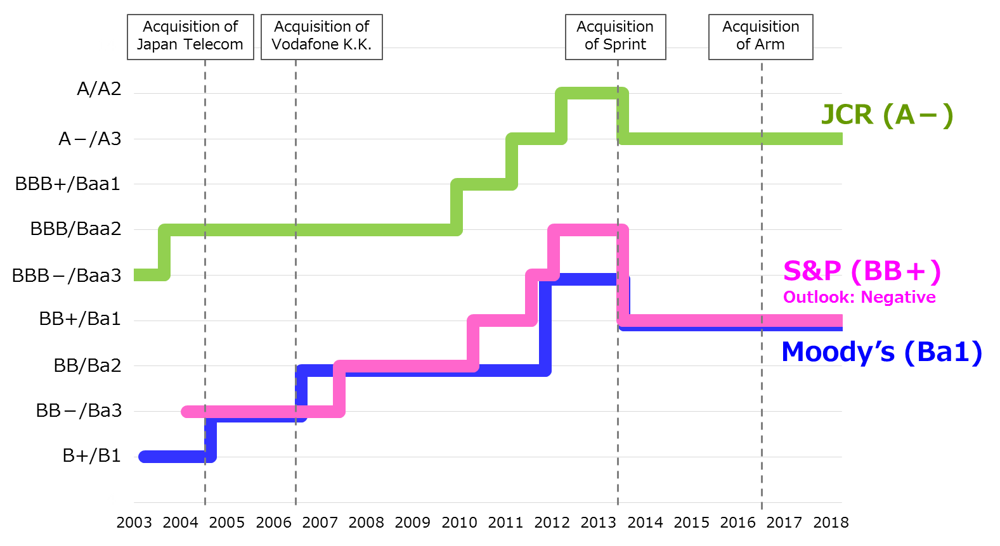 Acquisition of
Japan Telecom
Acquisition of
Vodafone K.K.
Acquisition
of Sprint
Acquisition
of Arm
A/A2
A−/A3
BBB+/Baa1
BBB/Baa2
BBB−/Baa3
BB+/Ba1
BB/Ba2
BB−/Ba3
B+/B1
JCR (A−)
S&P (BB+)
Outlook: Negative
Moody’s (Ba1)
2003 2004 2005 2006 2007 2008 2009 2010 2011 2012 2013 2014 2015 2016 2017 2018